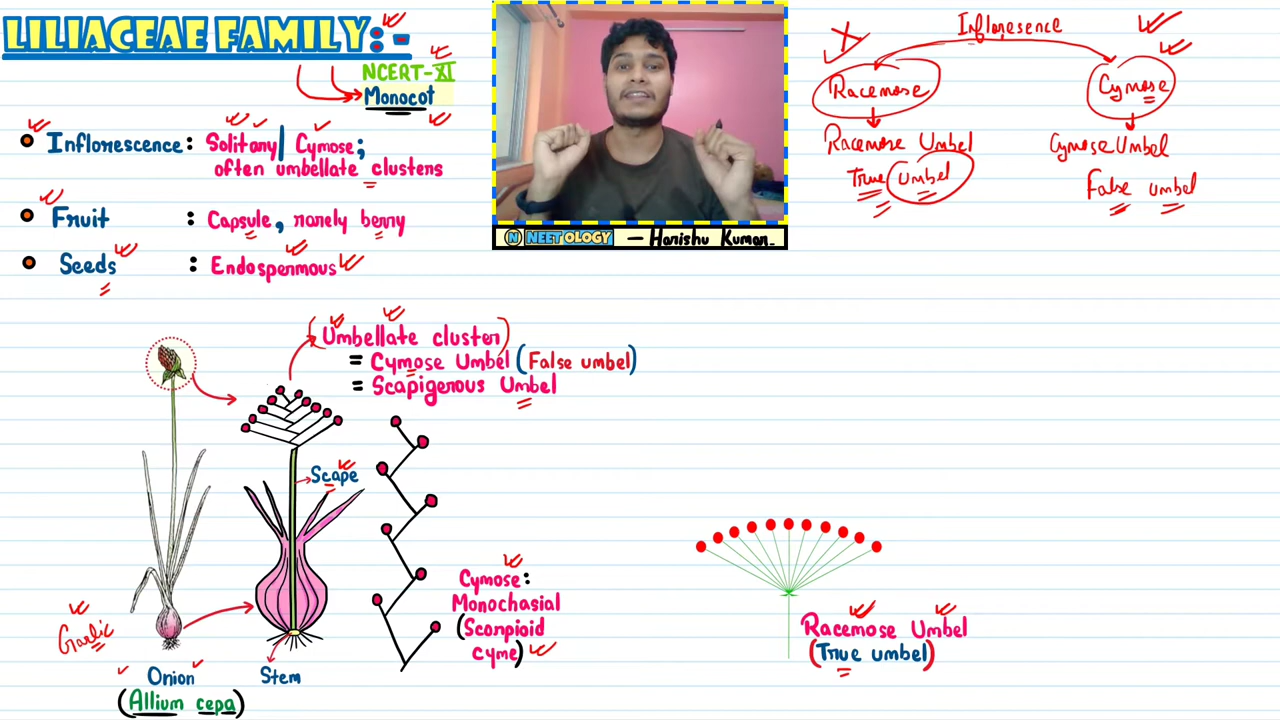 LILIACEAE FAMILY:-
NCERT-XI
Monocot
Inflorescence: Solitary/ Cymose;
often umbellate clusters
Fruit : Capsule, rarely berry
Seeds : Endospermous
NEETOLOGY — Harishu Kumar
Infloresence
Racemose
Cymose
Racemose Umbel
Cymose Umbel
True Umbel
False umbel
(Umbellate cluster)
= Cymose Umbel (False umbel)
= Scapigerous Umbel
Scape
Cymose:
Monochasial
(Scorpioid
cyme)
Garlic
Onion
(Allium cepa)
Stem
Racemose Umbel
(True umbel)